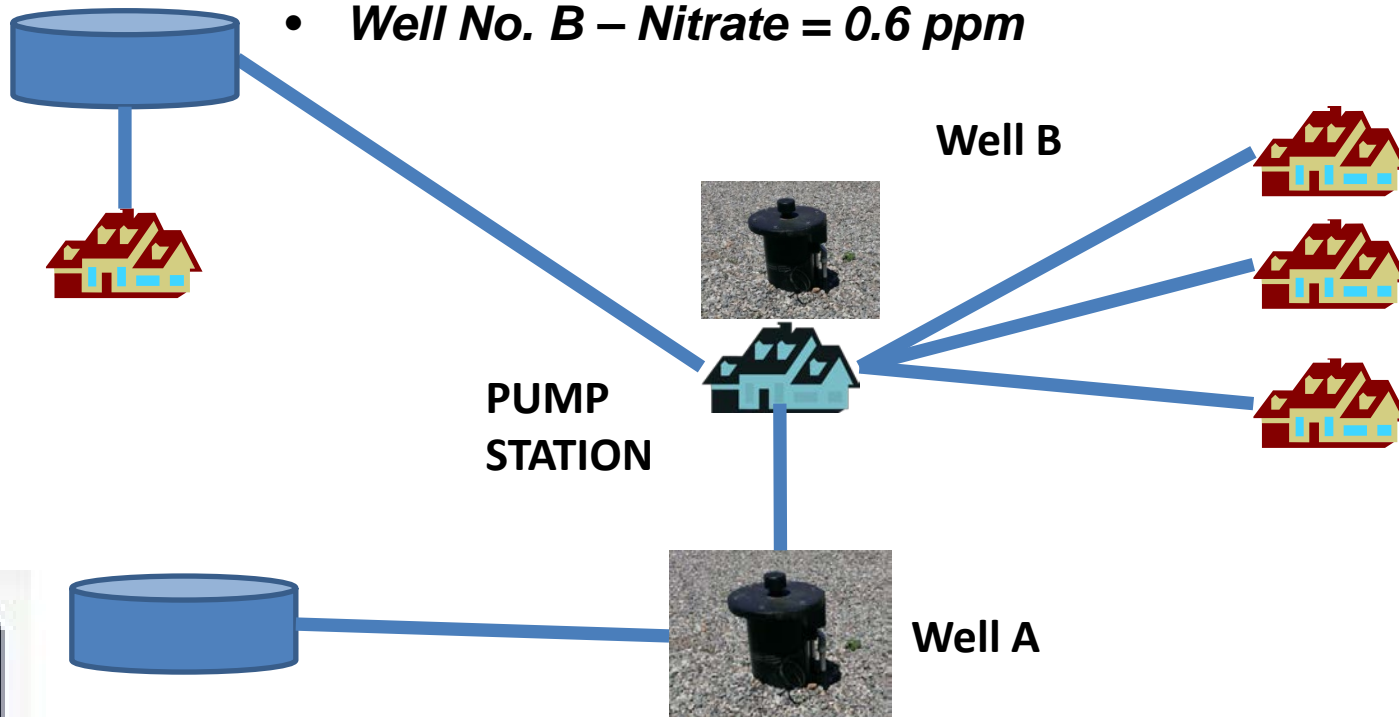 • Well No. B – Nitrate = 0.6 ppm
Well B
PUMP
STATION
Well A